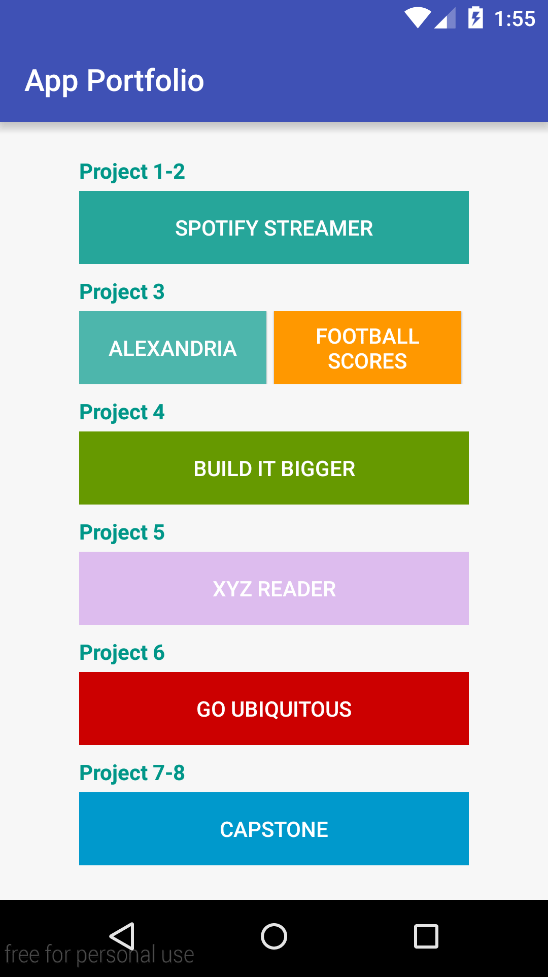 1:55
App Portfolio
Project 1-2
SPOTIFY STREAMER
Project 3
ALEXANDRIA
FOOTBALL
SCORES
Project 4
BUILD IT BIGGER
Project 5
XYZ READER
Project 6
GO UBIQUITOUS
Project 7-8
CAPSTONE
free for personal use